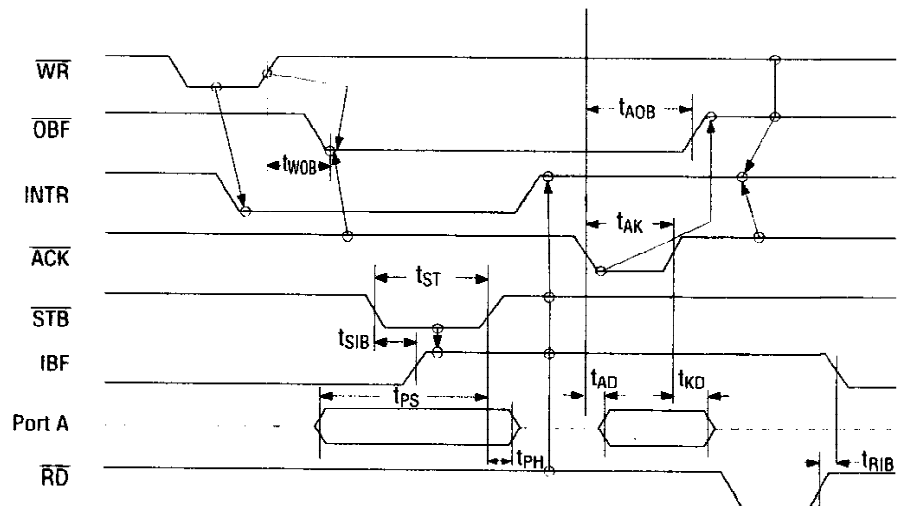 WR
OBF
tAOB
tWOB
INTR
tAK
ACK
tST
STB
tSIB
IBF
tAD
tKD
tPS
Port A
tPH
tRIB
RD